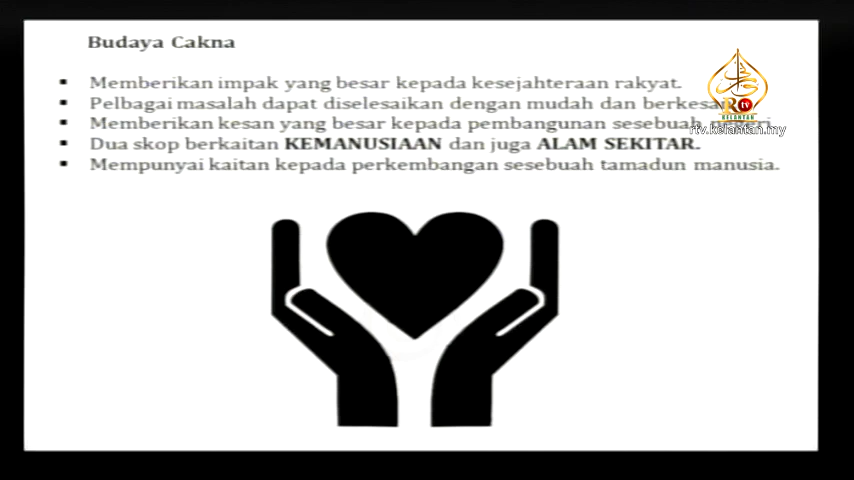 Budaya Cakna
▪ Memberikan impak yang besar kepada kesejahteraan rakyat.
▪ Pelbagai masalah dapat diselesaikan dengan mudah dan
▪ Memberikan kesan yang besar kepada pembangunan sesebuah
▪ Dua skop berkaitan KEMANUSIAAN dan juga ALAM SEKITAR.
▪ Mempunyai kaitan kepada perkembangan sesebuah tamadun manusia.
R tv
KELANTAN
rtv.kelantan.my